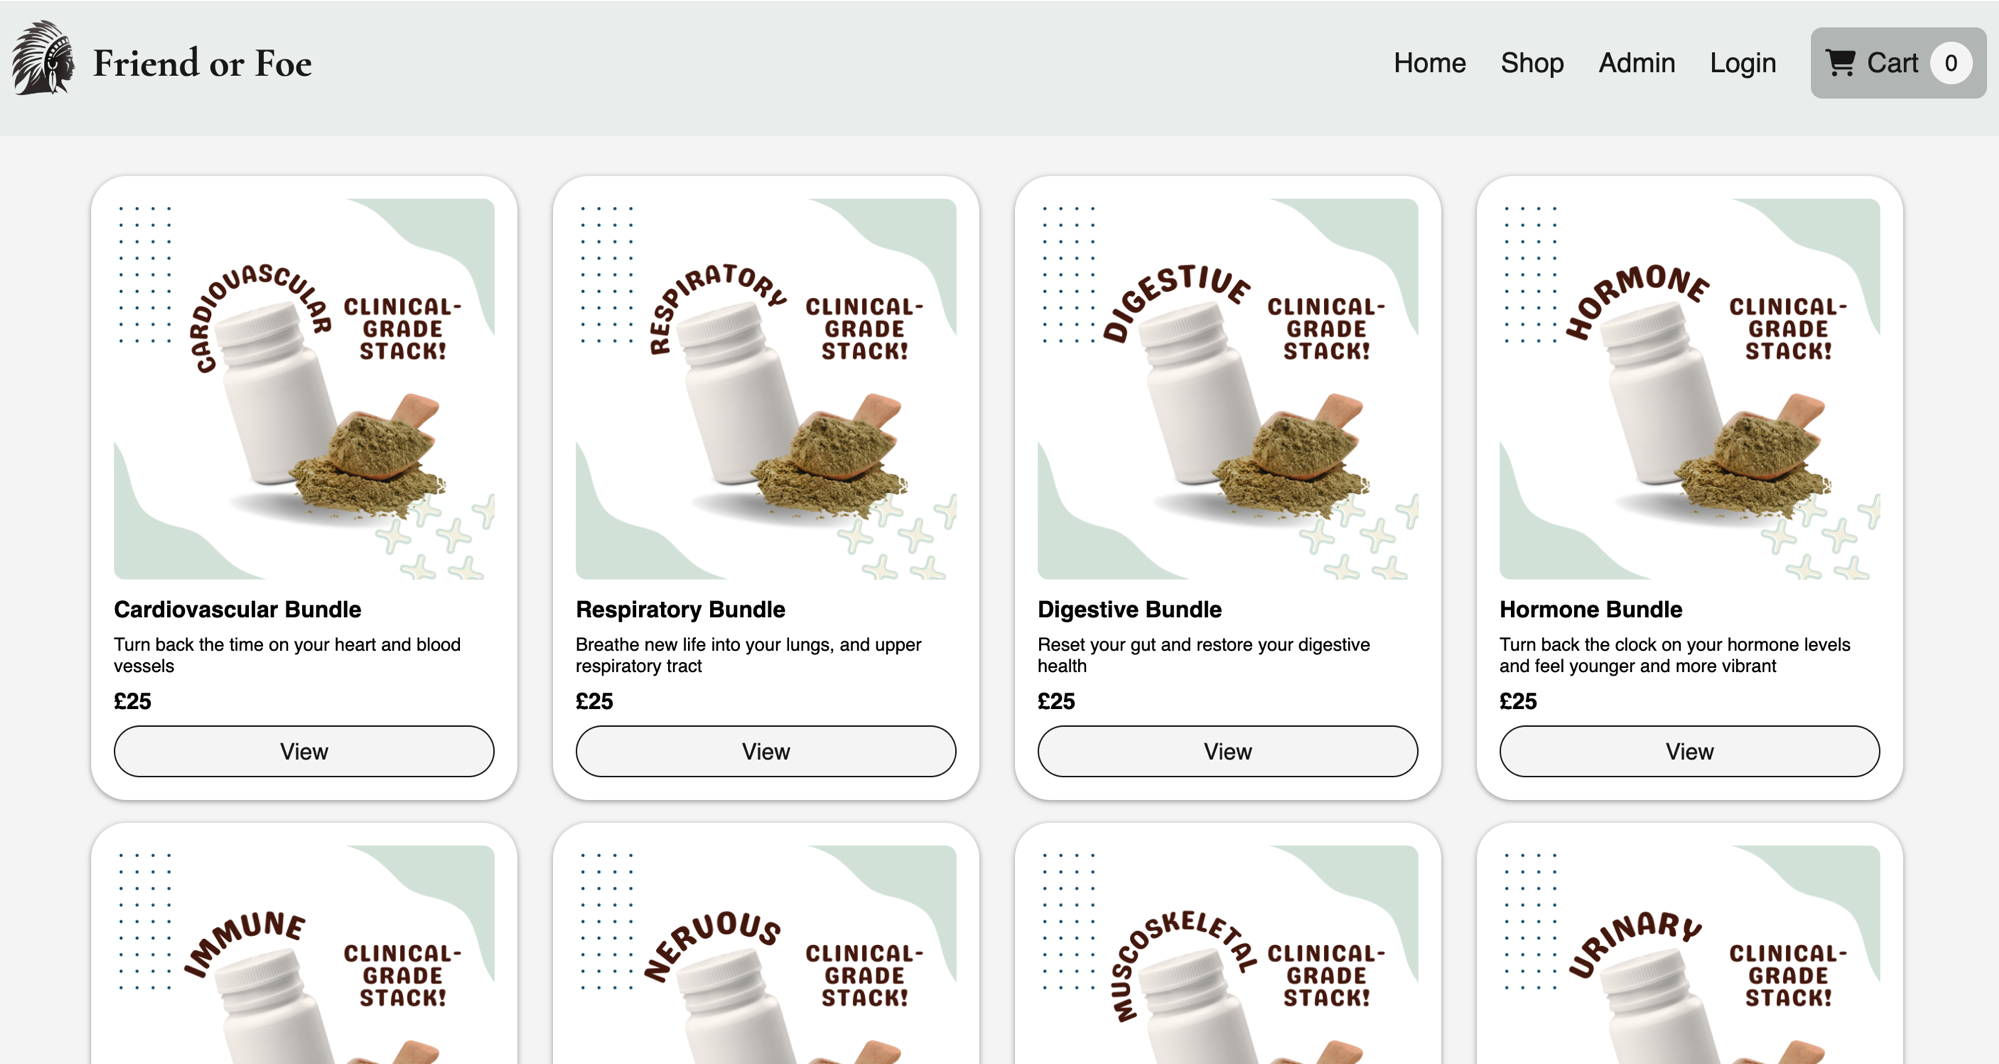 Friend or Foe
Home
Shop
Admin
Login
Cart
0
CARDIOVASCULAR
CLINICAL-
GRADE
STACK!
Cardiovascular Bundle
Turn back the time on your heart and blood
vessels
£25
View
RESPIRATORY
CLINICAL-
GRADE
STACK!
Respiratory Bundle
Breathe new life into your lungs, and upper
respiratory tract
£25
View
DIGESTIVE
CLINICAL-
GRADE
STACK!
Digestive Bundle
Reset your gut and restore your digestive
health
£25
View
HORMONE
CLINICAL-
GRADE
STACK!
Hormone Bundle
Turn back the clock on your hormone levels
and feel younger and more vibrant
£25
View
IMMUNE
CLINICAL-
GRADE
STACK!
NERVOUS
CLINICAL-
GRADE
STACK!
MUSCOSKELETAL
CLINICAL-
GRADE
STACK!
URINARY
CLINICAL-
GRADE
STACK!